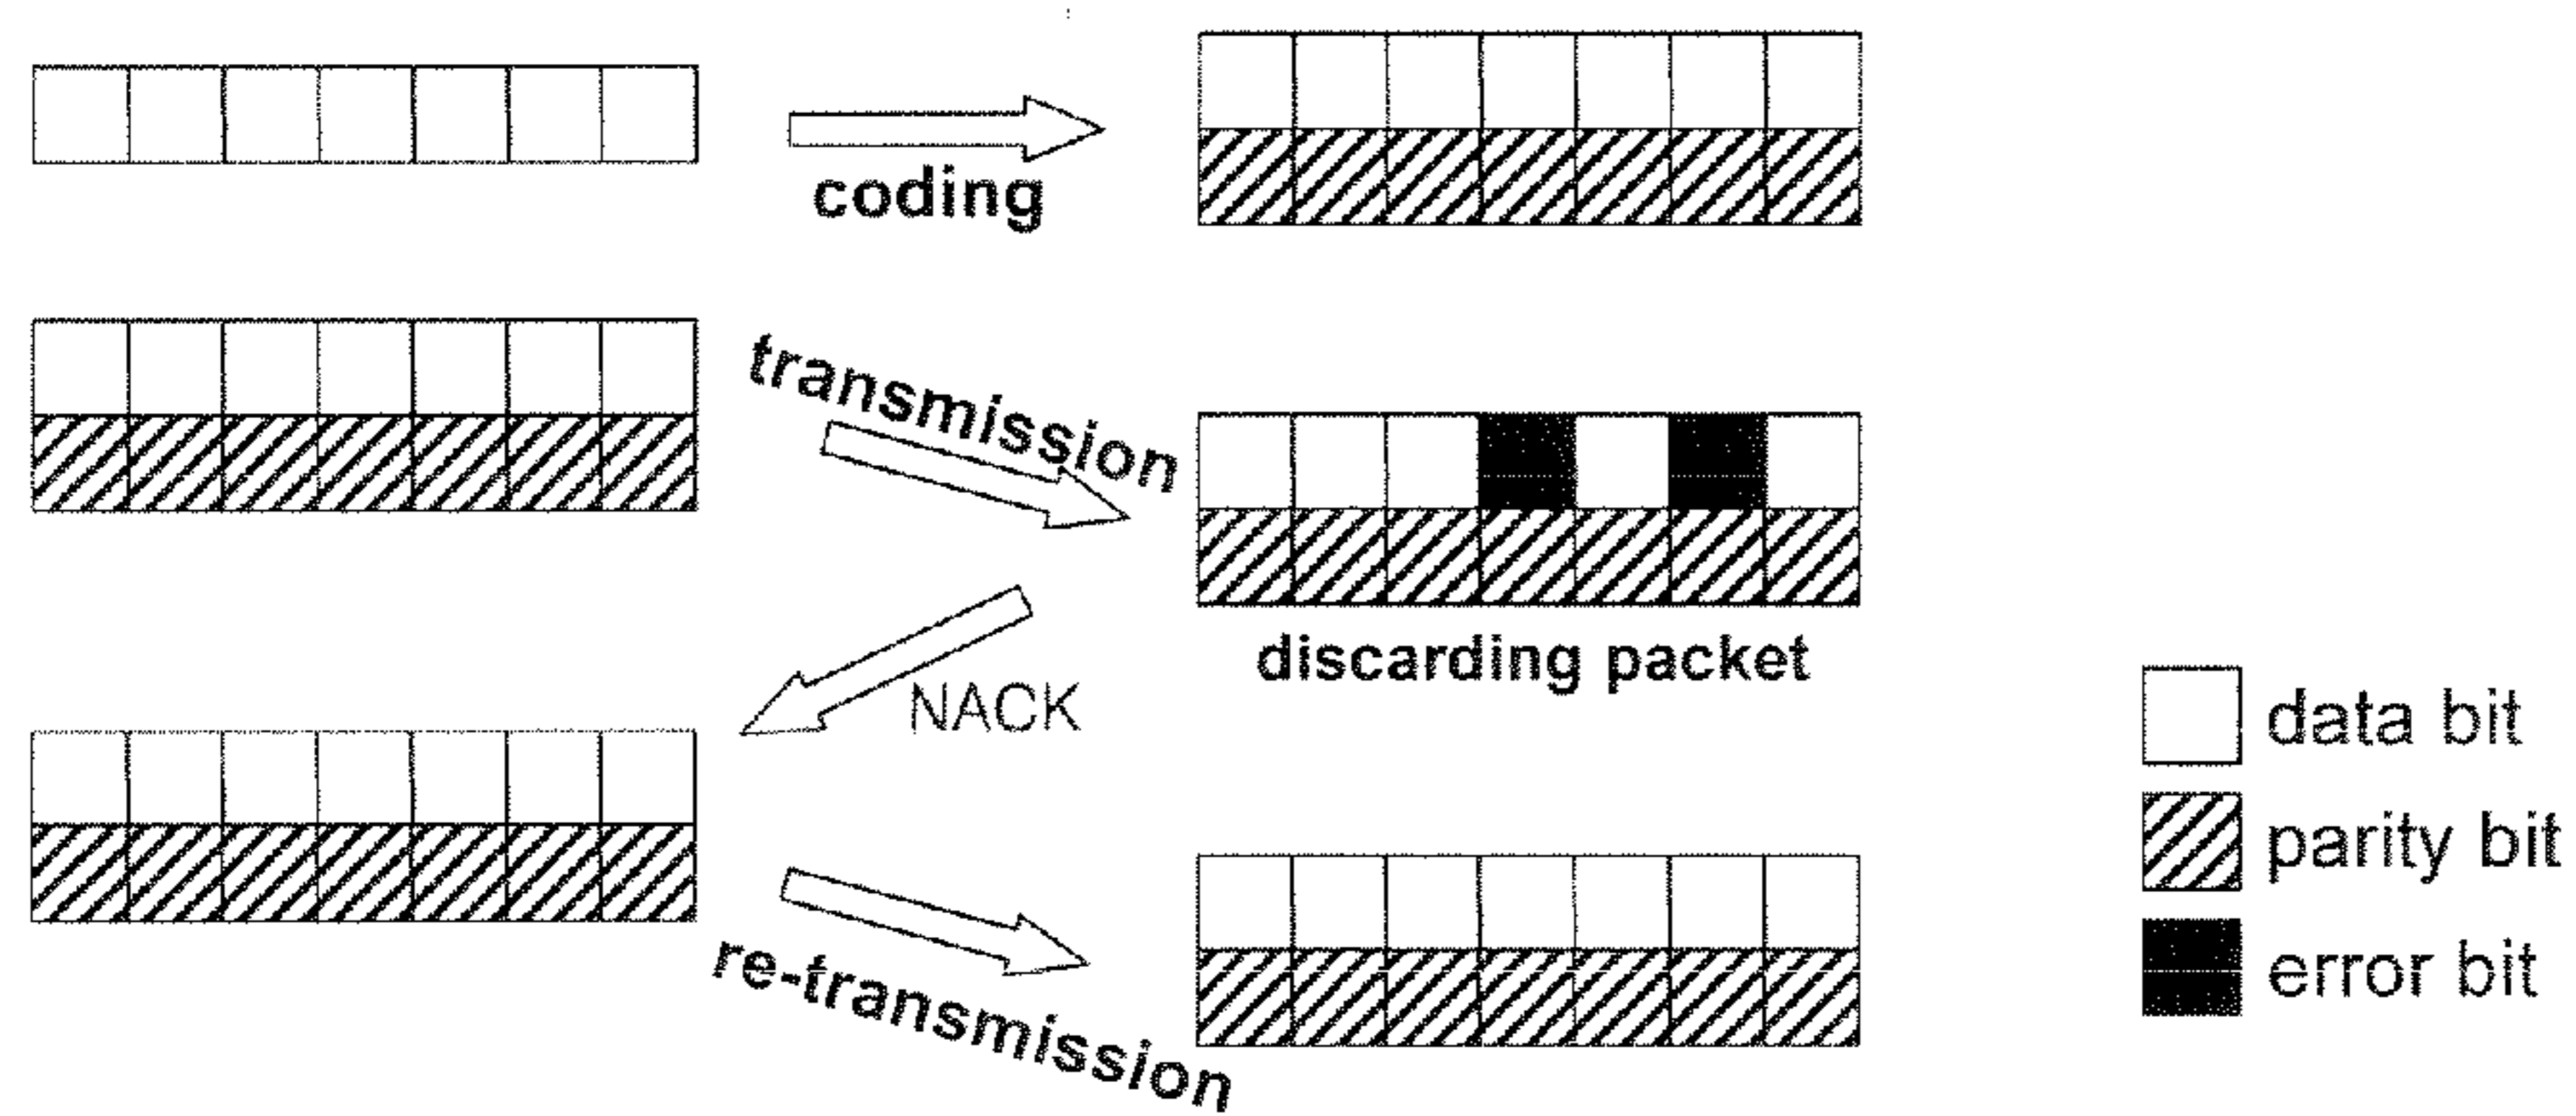 coding
transmission
discarding packet
NACK
re-transmission
data bit
parity bit
error bit